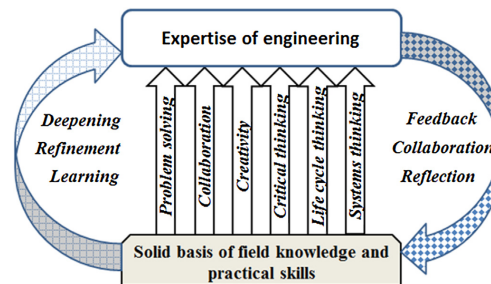 Expertise of engineering
Deepening
Refinement
Learning
Problem solving
Collaboration
Creativity
Critical thinking
Life cycle thinking
Systems thinking
Feedback
Collaboration
Reflection
Solid basis of field knowledge and
practical skills